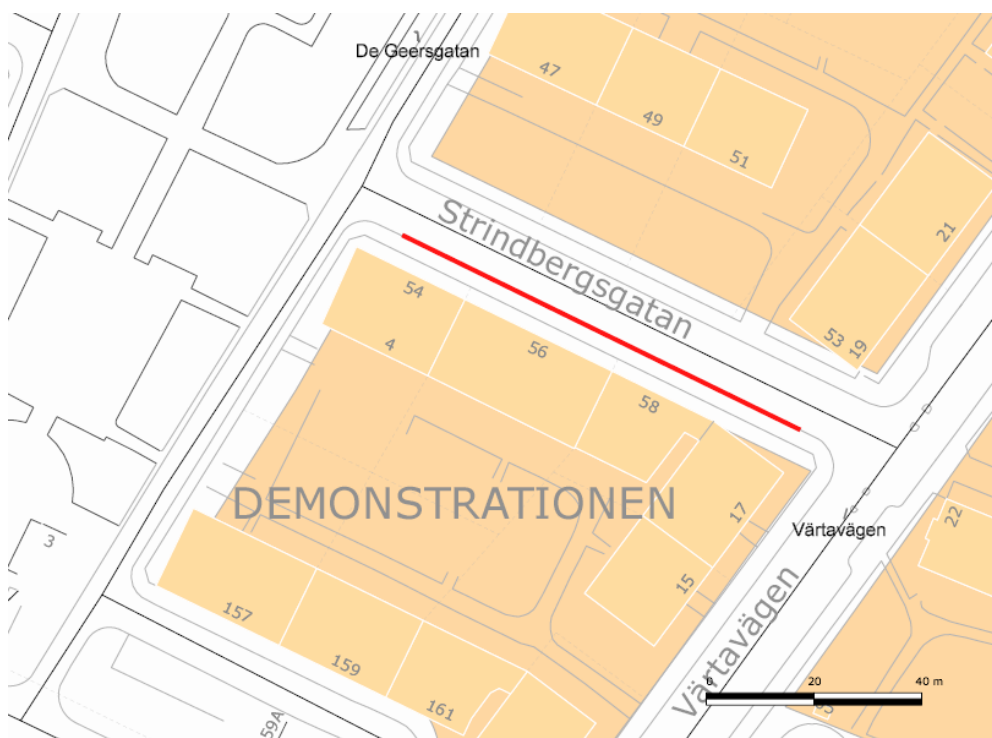 De Geersgatan
47
49
51
21
Strindbergsgatan
53
19
54
4
56
58
DEMONSTRATIONEN
17
22
Värtavägen
3
15
157
159
161
Värtavägen
0 20 40 m
59A